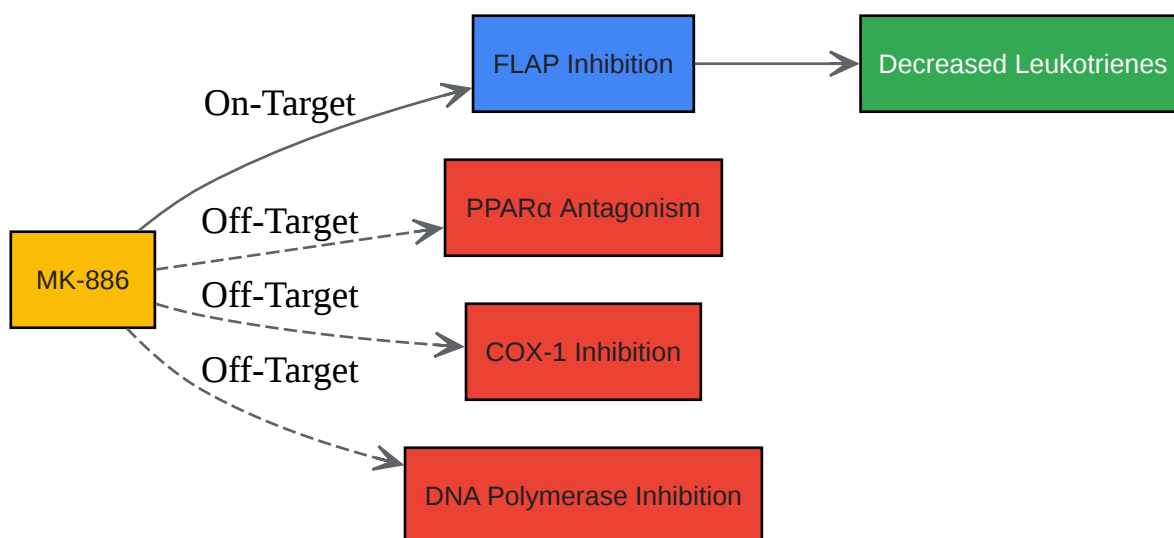 FLAP Inhibition
Decreased Leukotrienes
On-Target
PPARα Antagonism
Off-Target
MK-886
Off-Target
COX-1 Inhibition
Off-Target
DNA Polymerase Inhibition